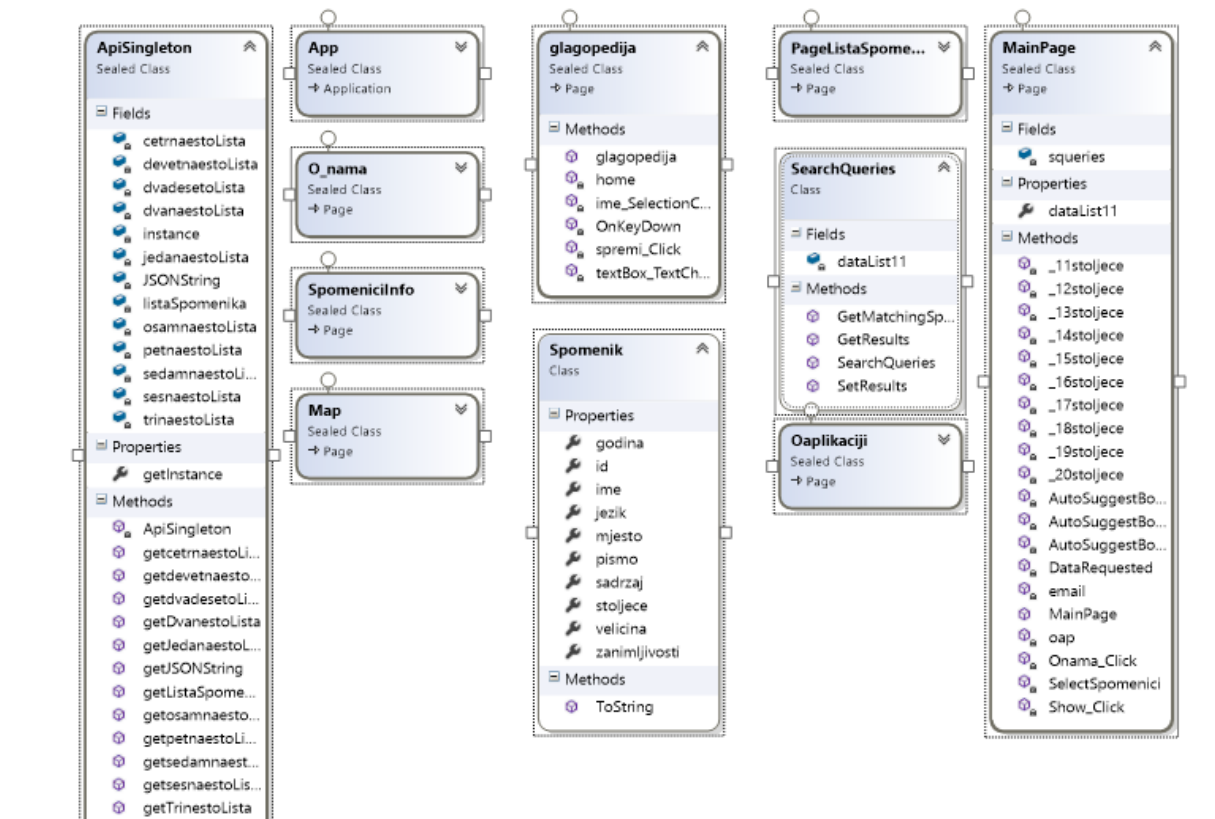 ApiSingleton
Sealed Class
Fields
cetrnaestoLista
devetnaestoLista
dvadesetoLista
dvanaestoLista
instance
jedanaestoLista
JSONString
listaSpomenika
osamnaestoLista
petnaestoLista
sedamnaestoLi...
sesnaestoLista
trinaestoLista
Properties
getInstance
Methods
ApiSingleton
getcetrnaestoLi...
getdevetnaesto...
getdvadesetoLi...
getDvanestoLista
getJedanaestoL...
getJSONString
getListaSpome...
getosamnaesto...
getpetnaestoLi...
getsedamnaest...
getsesnaestoLis...
getTrinestoLista
App
Sealed Class
Application
O_nama
Sealed Class
Page
SpomeniciInfo
Sealed Class
Page
Map
Sealed Class
Page
glagopedija
Sealed Class
Page
Methods
glagopedija
home
ime_SelectionC...
OnKeyDown
spremi_Click
textBox_TextCh...
Spomenik
Class
Properties
godina
id
ime
jezik
mjesto
pismo
sadrzaj
stoljece
velicina
zanimljivosti
Methods
ToString
PageListaSpome...
Sealed Class
Page
SearchQueries
Class
Fields
dataList11
Methods
GetMatchingSp...
GetResults
SearchQueries
SetResults
Oaplikaciji
Sealed Class
Page
MainPage
Sealed Class
Page
Fields
squeries
Properties
dataList11
Methods
_11stoljece
_12stoljece
_13stoljece
_14stoljece
_15stoljece
_16stoljece
_17stoljece
_18stoljece
_19stoljece
_20stoljece
AutoSuggestBo...
AutoSuggestBo...
AutoSuggestBo...
DataRequested
email
MainPage
oap
Onama_Click
SelectSpomenici
Show_Click